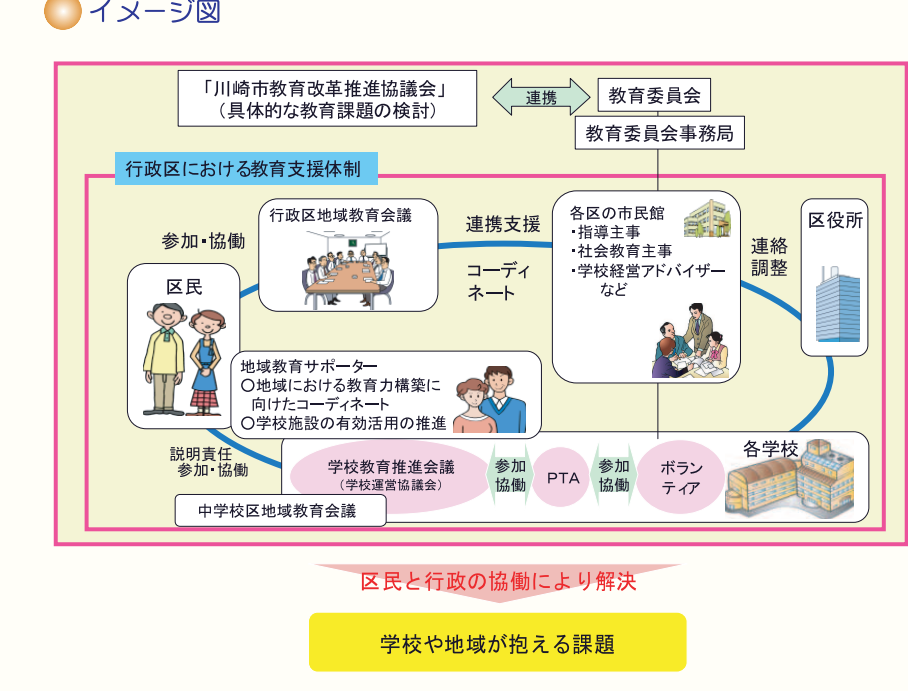 イメージ図
「川崎市教育改革推進協議会」
（具体的な教育課題の検討）
連携
教育委員会
教育委員会事務局
行政区における教育支援体制
行政区地域教育会議
参加・協働
区民
連携支援
コーディ
ネート
各区の市民館
・指導主事
・社会教育主事
・学校経営アドバイザー
など
連絡
調整
区役所
地域教育サポーター
〇地域における教育力構築に
向けたコーディネート
〇学校施設の有効活用の推進
説明責任
参加・協働
学校教育推進会議
（学校運営協議会）
参加
協働
PTA
参加
協働
ボラン
ティア
各学校
中学校区地域教育会議
区民と行政の協働により解決
学校や地域が抱える課題